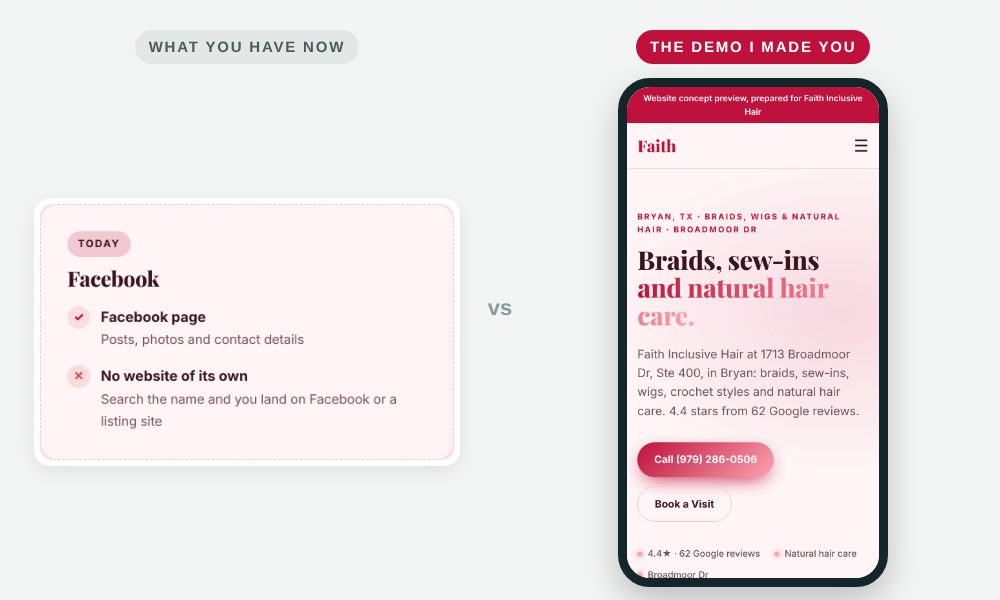 WHAT YOU HAVE NOW
TODAY
Facebook
Facebook page
Posts, photos and contact details
No website of its own
Search the name and you land on Facebook or a
listing site
vs
THE DEMO I MADE YOU
Website concept preview, prepared for Faith Inclusive
Hair
Faith
BRYAN, TX · BRAIDS, WIGS & NATURAL
HAIR · BROADMOOR DR
Braids, sew-ins
and natural hair
care.
Faith Inclusive Hair at 1713 Broadmoor
Dr, Ste 400, in Bryan: braids, sew-ins,
wigs, crochet styles and natural hair
care. 4.4 stars from 62 Google reviews.
Call (979) 286-0506
Book a Visit
4.4★ · 62 Google reviews
Natural hair care
Broadmoor Dr